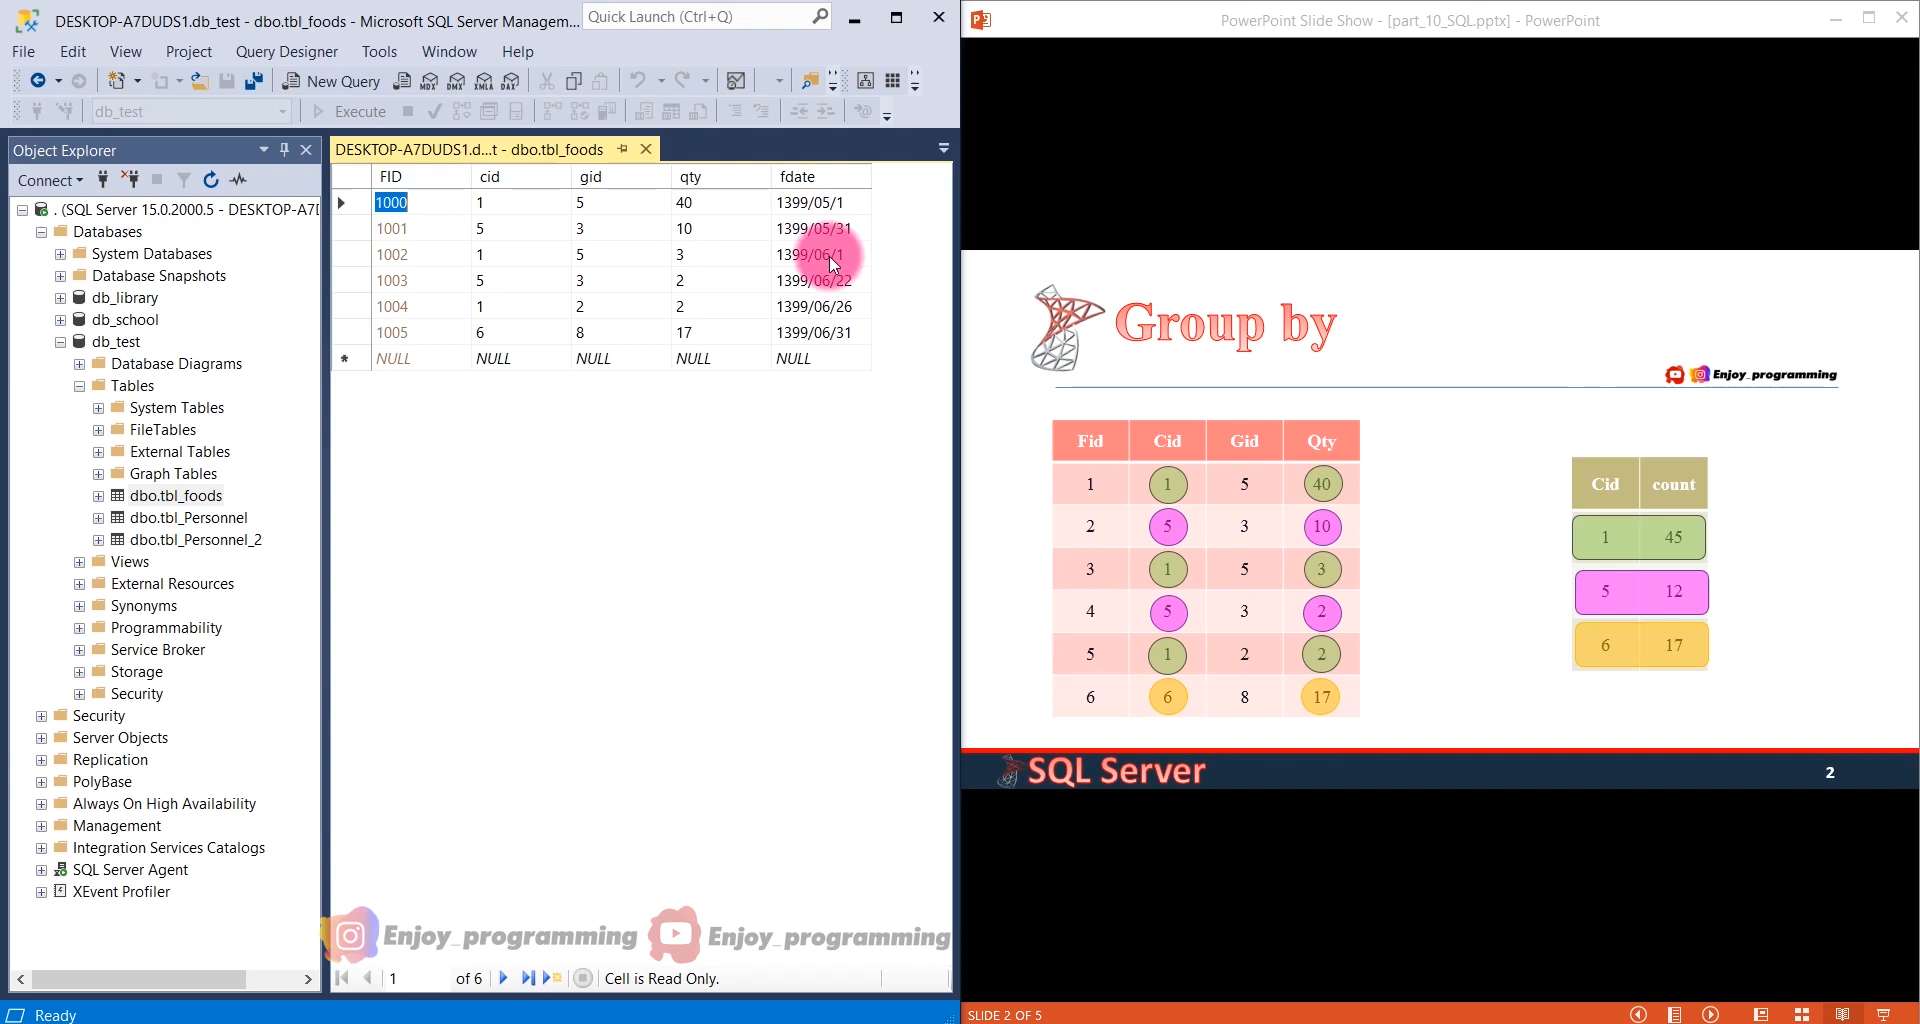 DESKTOP-A7DUDS1.db_test - dbo.tbl_foods - Microsoft SQL Server Managem...
Quick Launch (Ctrl+Q)
File Edit View Project Query Designer Tools Window Help
New Query
MDX DMX XMLA DAX
db_test
Execute
Object Explorer
Connect
. (SQL Server 15.0.2000.5 - DESKTOP-A7
Databases
System Databases
Database Snapshots
db_library
db_school
db_test
Database Diagrams
Tables
System Tables
FileTables
External Tables
Graph Tables
dbo.tbl_foods
dbo.tbl_Personnel
dbo.tbl_Personnel_2
Views
External Resources
Synonyms
Programmability
Service Broker
Storage
Security
Security
Server Objects
Replication
PolyBase
Always On High Availability
Management
Integration Services Catalogs
SQL Server Agent
XEvent Profiler
Ready
DESKTOP-A7DUDS1.d...t - dbo.tbl_foods
FID cid gid qty fdate
1000 1 5 40 1399/05/1
1001 5 3 10 1399/05/31
1002 1 5 3 1399/06/1
1003 5 3 2 1399/06/22
1004 1 2 2 1399/06/26
1005 6 8 17 1399/06/31
NULL NULL NULL NULL NULL
Enjoy_programming Enjoy_programming
1 of 6 Cell is Read Only.
PowerPoint Slide Show - [part_10_SQL.pptx] - PowerPoint
Group by
Enjoy_programming
Fid Cid Gid Qty
1 1 5 40
2 5 3 10
3 1 5 3
4 5 3 2
5 1 2 2
6 6 8 17
Cid count
1 45
5 12
6 17
SQL Server
2
SLIDE 2 OF 5